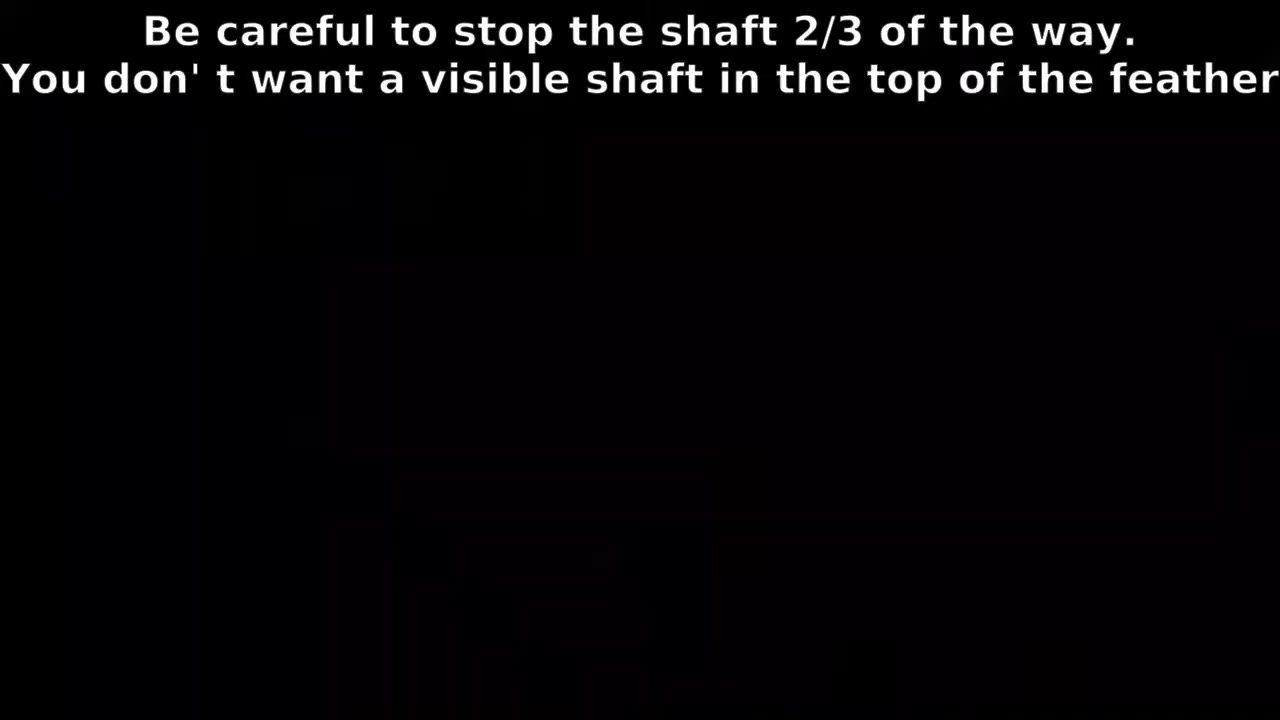 Be careful to stop the shaft 2/3 of the way.
You don' t want a visible shaft in the top of the feather